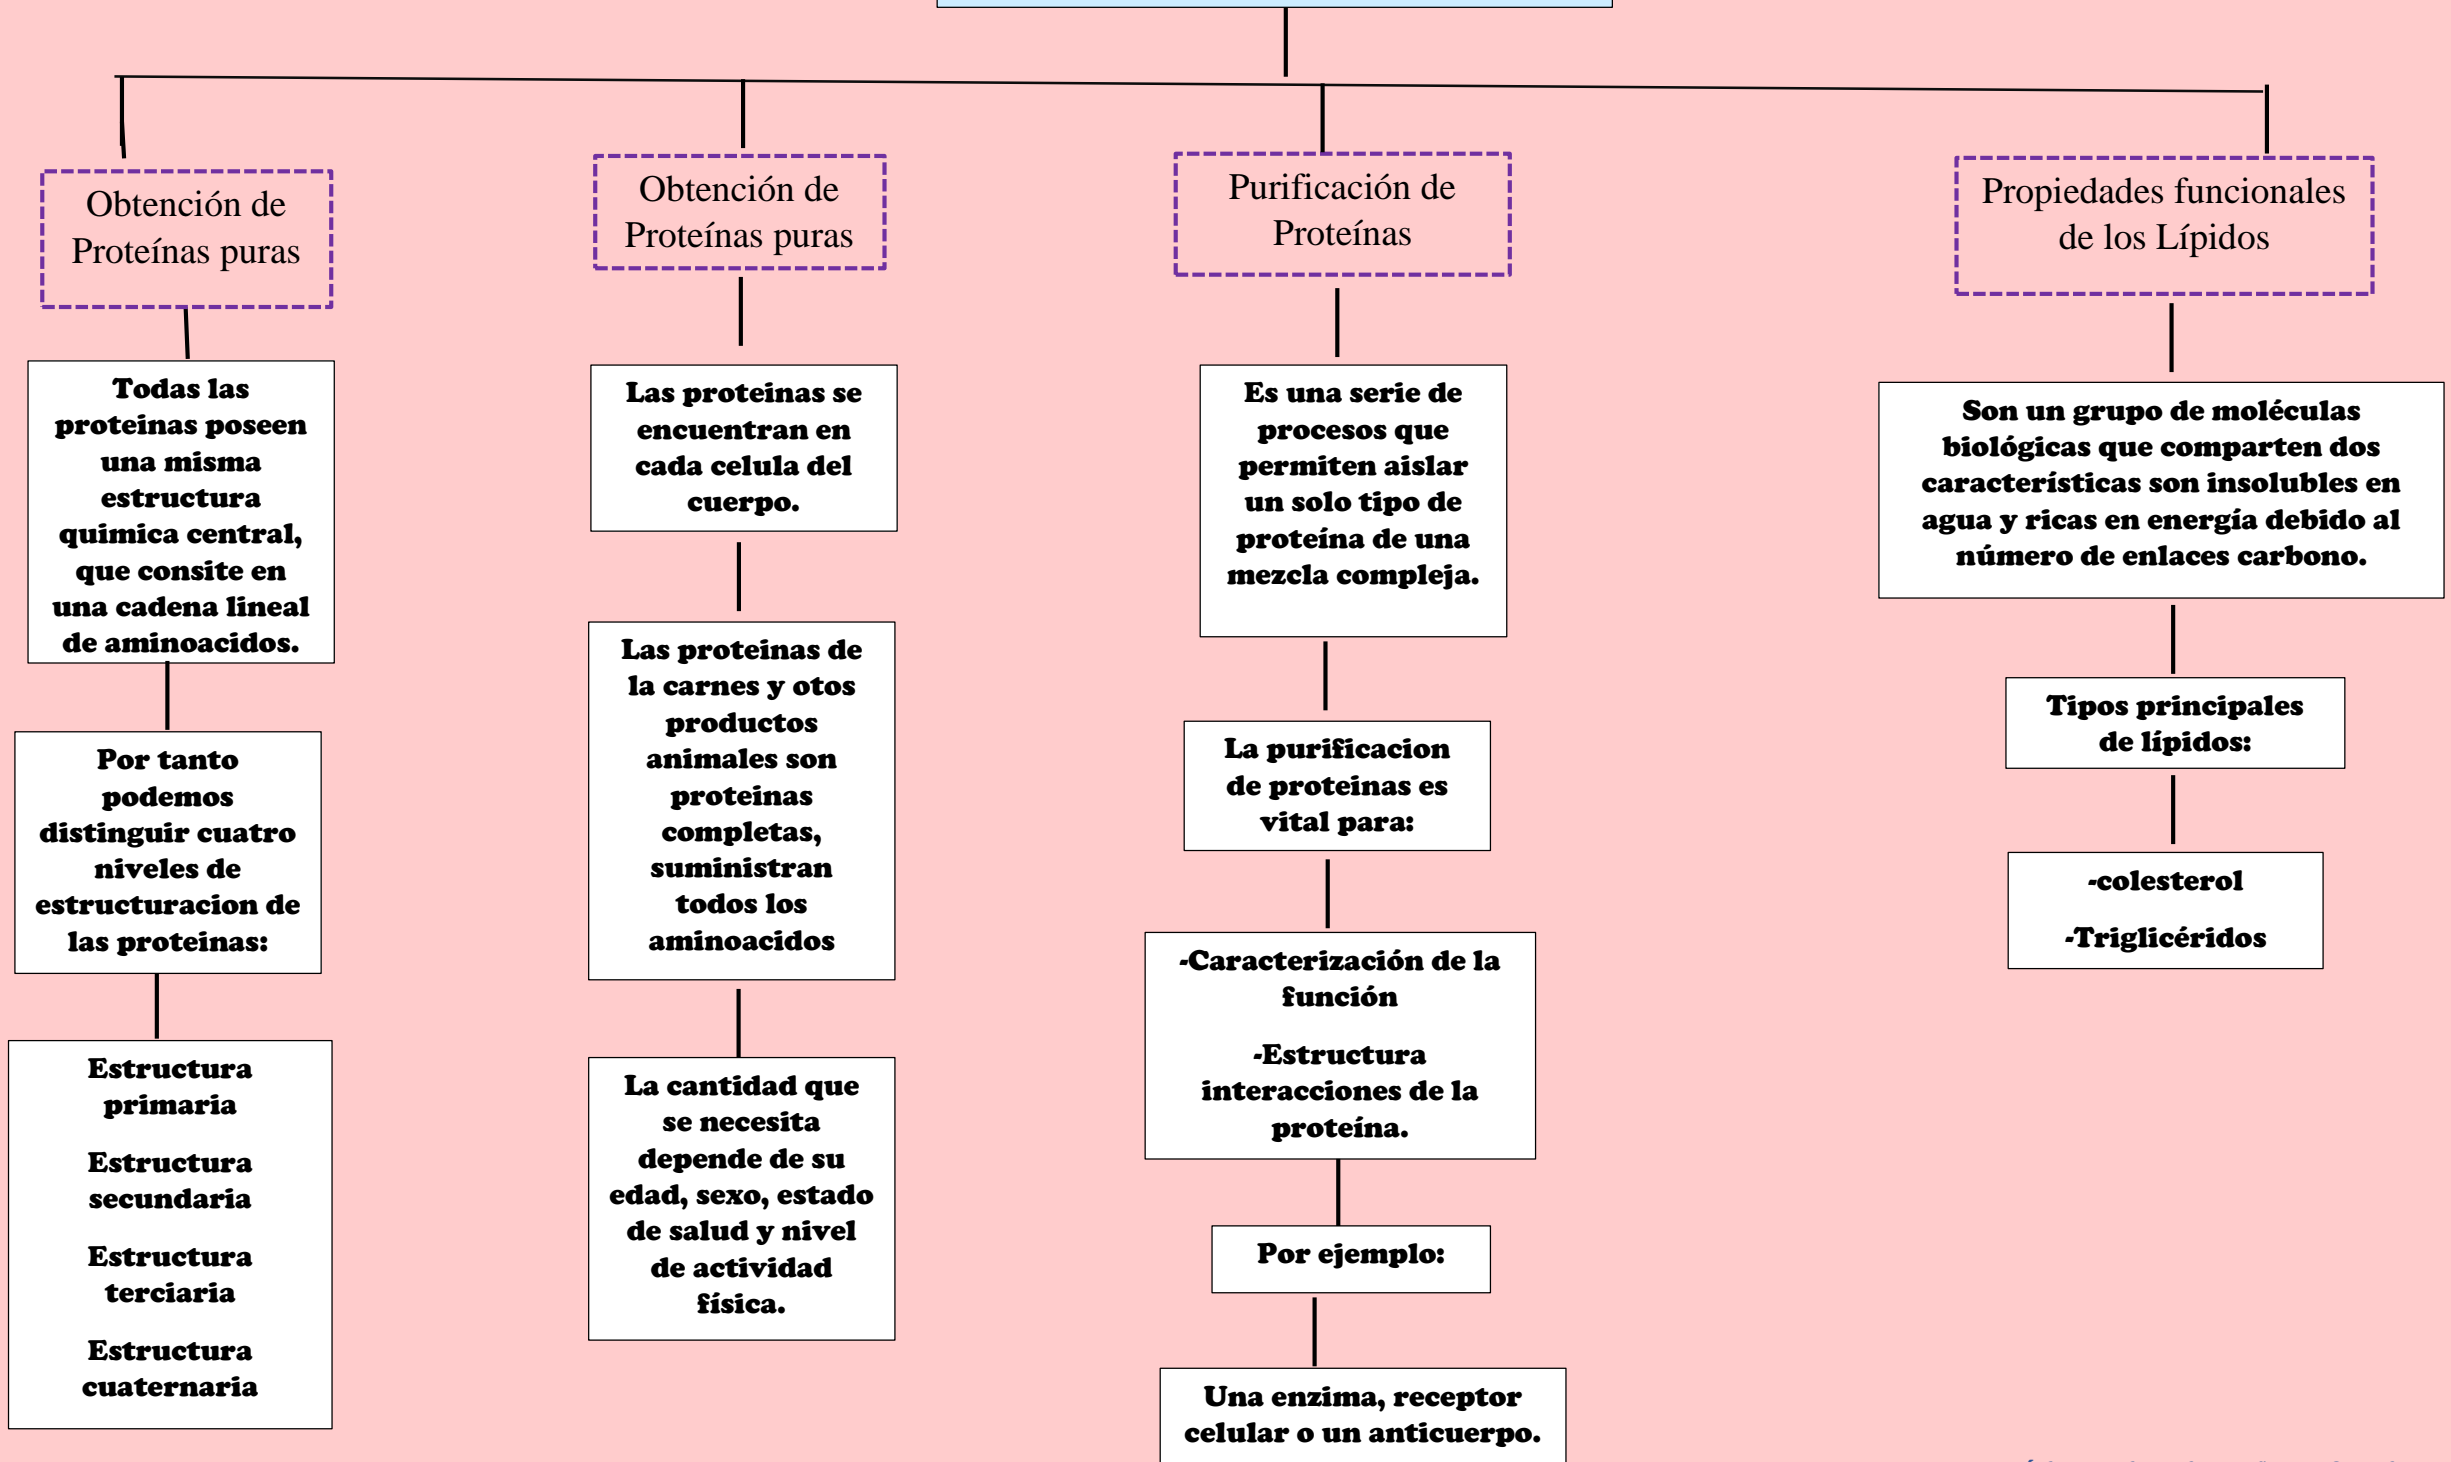 Obtención de
Proteínas puras
Todas las
proteinas poseen
una misma
estructura
quimica central,
que consite en
una cadena lineal
de aminoacidos.
Por tanto
podemos
distinguir cuatro
niveles de
estructuracion de
las proteinas:
Estructura
primaria
Estructura
secundaria
Estructura
terciaria
Estructura
cuaternaria
Obtención de
Proteínas puras
Las proteinas se
encuentran en
cada celula del
cuerpo.
Las proteinas de
la carnes y otos
productos
animales son
proteinas
completas,
suministran
todos los
aminoacidos
La cantidad que
se necesita
depende de su
edad, sexo, estado
de salud y nivel
de actividad
física.
Purificación de
Proteínas
Es una serie de
procesos que
permiten aislar
un solo tipo de
proteína de una
mezcla compleja.
La purificacion
de proteinas es
vital para:
-Caracterización de la
función
-Estructura
interacciones de la
proteína.
Por ejemplo:
Una enzima, receptor
celular o un anticuerpo.
Propiedades funcionales
de los Lípidos
Son un grupo de moléculas
biológicas que comparten dos
características son insolubles en
agua y ricas en energía debido al
número de enlaces carbono.
Tipos principales
de lípidos:
-colesterol
-Triglicéridos